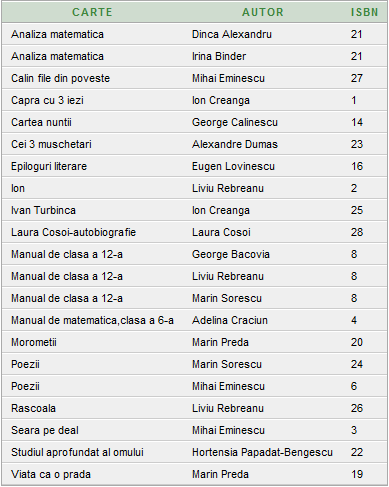 CARTE AUTOR ISBN
Analiza matematica Dinca Alexandru 21
Analiza matematica Irina Binder 21
Calin file din poveste Mihai Eminescu 27
Capra cu 3 iezi Ion Creanga 1
Cartea nuntii George Calinescu 14
Cei 3 muschetari Alexandre Dumas 23
Epiloguri literare Eugen Lovinescu 16
Ion Liviu Rebreanu 2
Ivan Turbinca Ion Creanga 25
Laura Cosoi-autobiografie Laura Cosoi 28
Manual de clasa a 12-a George Bacovia 8
Manual de clasa a 12-a Liviu Rebreanu 8
Manual de clasa a 12-a Marin Sorescu 8
Manual de matematica,clasa a 6-a Adelina Craciun 4
Morometii Marin Preda 20
Poezii Marin Sorescu 24
Poezii Mihai Eminescu 6
Rascoala Liviu Rebreanu 26
Seara pe deal Mihai Eminescu 3
Studiul aprofundat al omului Hortensia Papadat-Bengescu 22
Viata ca o prada Marin Preda 19